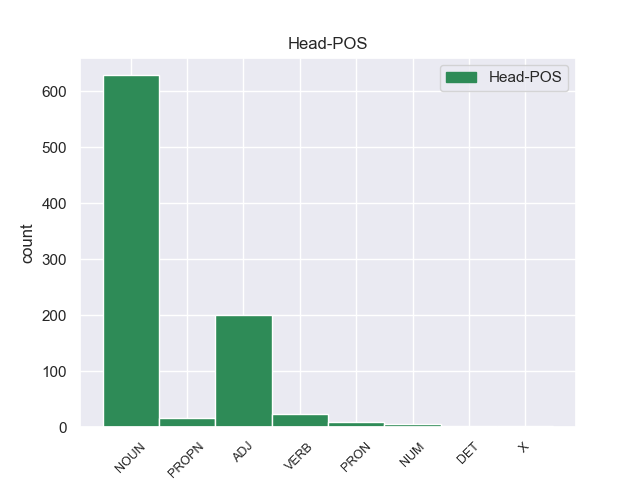 Head-POS
Head-POS
count
600
500
400
300
200
100
0
NOUN
PROPN
ADJ
VERB
PRON
NUM
DET
X